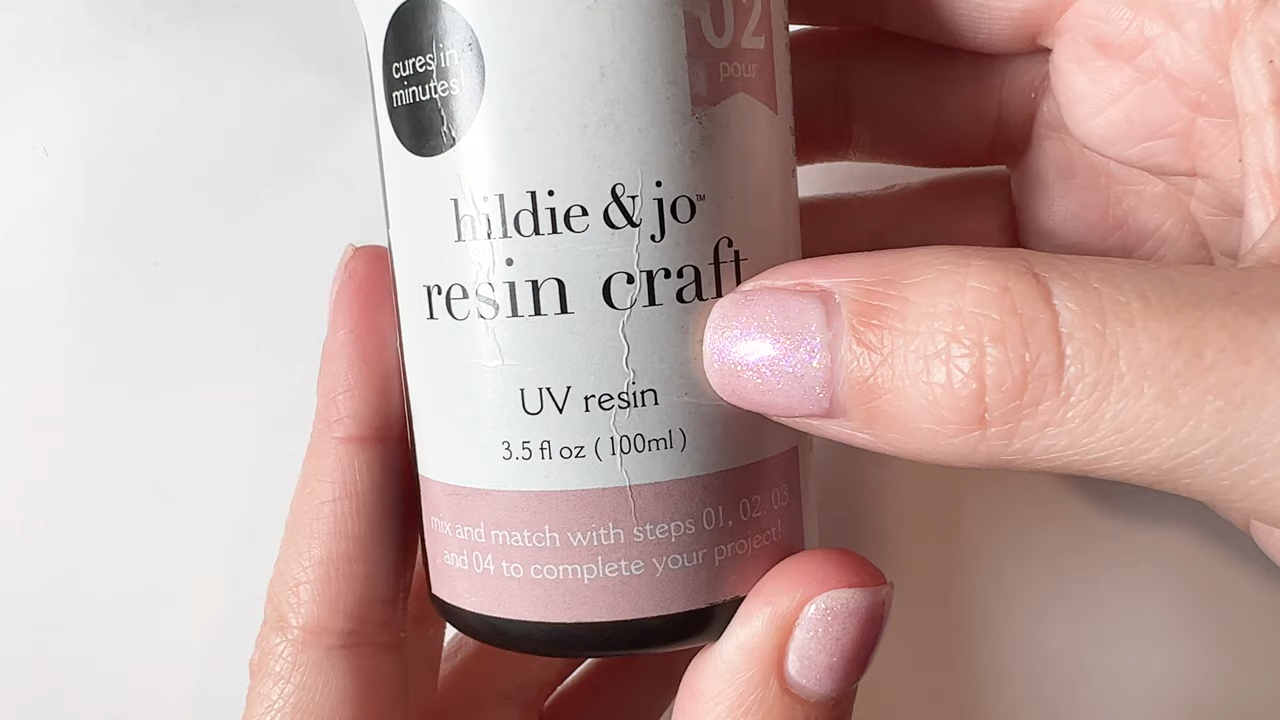 cures in
minutes!
02
pour
hildie & jo™
resin craft
UV resin
3.5 fl oz ( 100ml )
mix and match with steps 01, 02, 03
and 04 to complete your project!